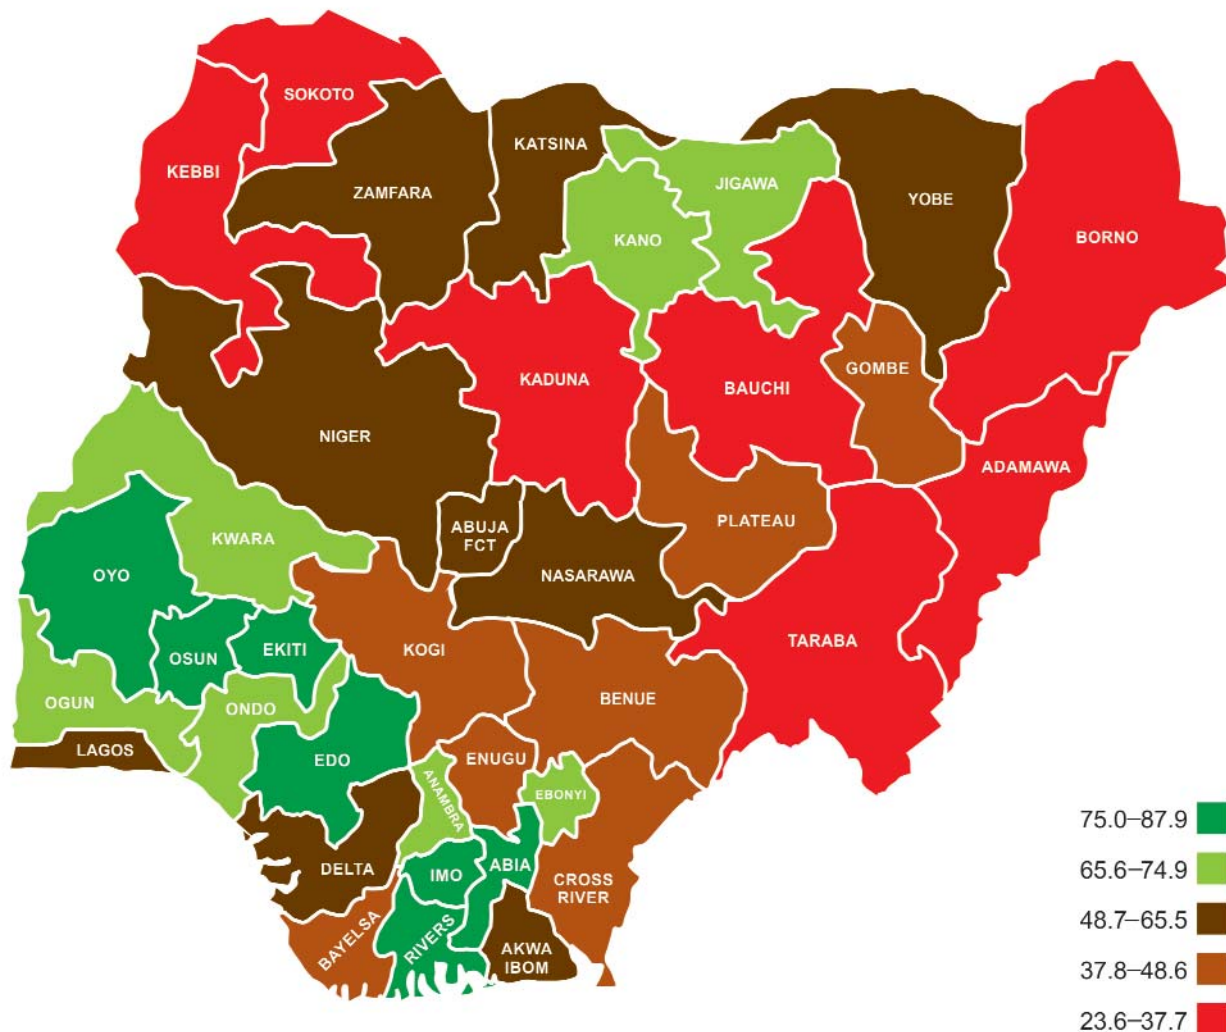 SOKOTO
KATSINA
KEBBI
ZAMFARA
JIGAWA
YOBE
KANO
BORNO
GOMBE
KADUNA
BAUCHI
NIGER
ADAMAWA
PLATEAU
ABUJA
FCT
KWARA
OYO
NASARAWA
TARABA
KOGI
EKITI
OSUN
BENUE
OGUN
ONDO
LAGOS
EDO
ENUGU
ANAMBRA
EBONYI
DELTA
IMO
ABIA
CROSS
RIVER
BAYELSA
RIVERS
AKWA
IBOM
75.0–87.9
65.6–74.9
48.7–65.5
37.8–48.6
23.6–37.7